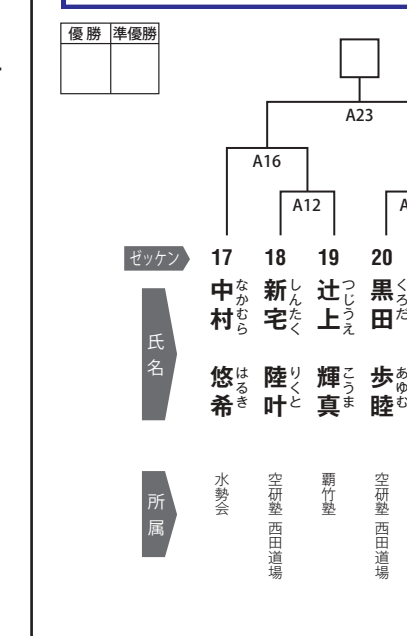 優勝 準優勝
A23
A16
A12
A
ゼッケン 17 18 19 20
氏名
中村 悠希
なかむら はるき
新宅 陸叶
しんたく りくと
辻上 輝真
つじうえ こうま
黒田 歩睦
くろだ あゆむ
所属
水勢会
空研塾 西田道場
覇竹塾
空研塾 西田道場